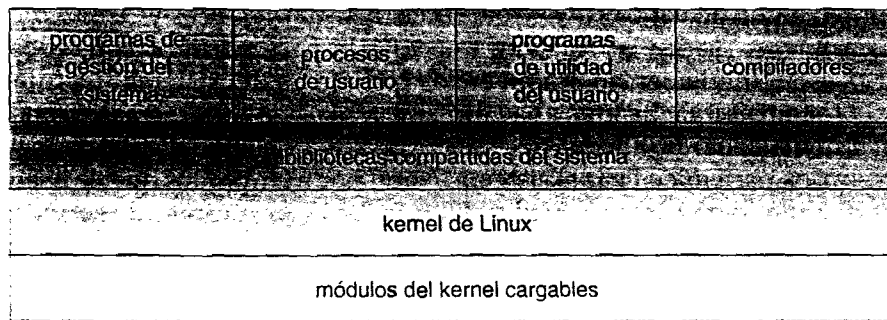 programas de
gestión del
sistema
procesos
de usuario
programas
de utilidad
del usuario
compiladores
bibliotecas compartidas del sistema
kernel de Linux
módulos del kernel cargables